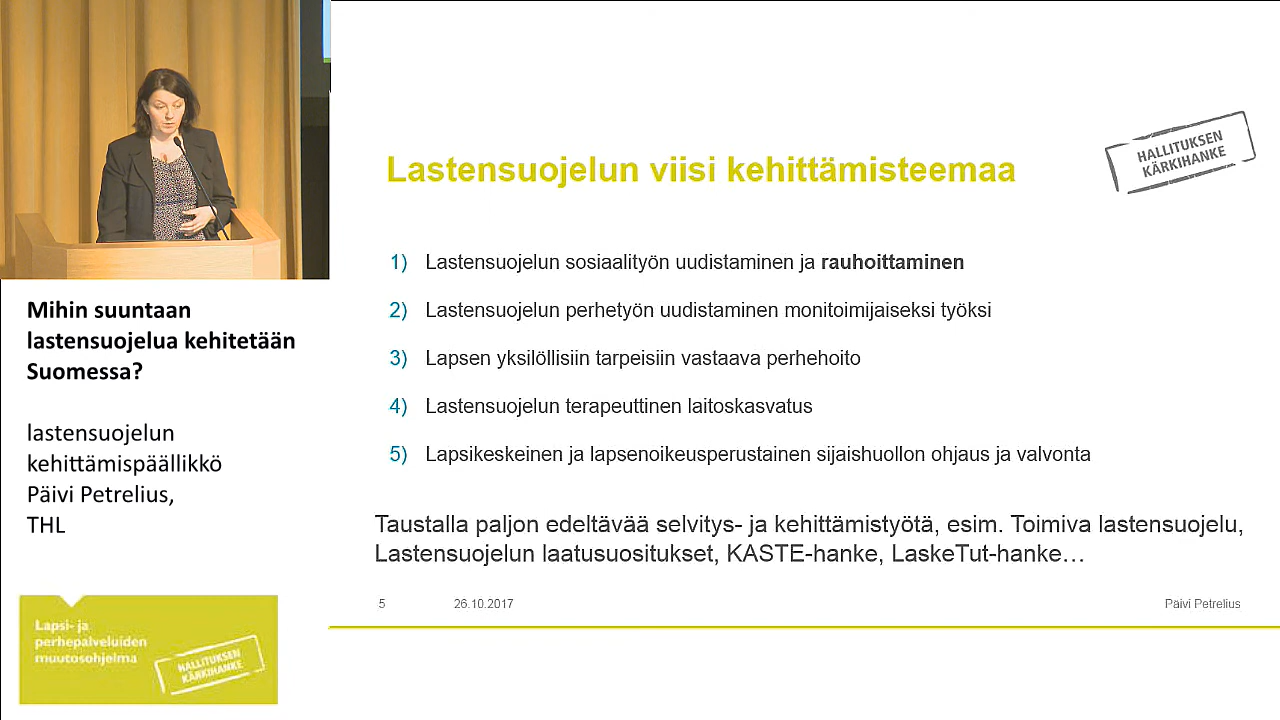 Mihin suuntaan
lastensuojelua kehitetään
Suomessa?
lastensuojelun
kehittämispäällikkö
Päivi Petrelius,
THL
Lapsi- ja
perhepalveluiden
muutosohjelma
HALLITUKSEN
KÄRKIHANKE
Lastensuojelun viisi kehittämisteemaa
HALLITUKSEN
KÄRKIHANKE
1) Lastensuojelun sosiaalityön uudistaminen ja rauhoittaminen
2) Lastensuojelun perhetyön uudistaminen monitoimijaiseksi työksi
3) Lapsen yksilöllisiin tarpeisiin vastaava perhehoito
4) Lastensuojelun terapeuttinen laitoskasvatus
5) Lapsikeskeinen ja lapsenoikeusperustainen sijaishuollon ohjaus ja valvonta
Taustalla paljon edeltävää selvitys- ja kehittämistyötä, esim. Toimiva lastensuojelu,
Lastensuojelun laatusuositukset, KASTE-hanke, LaskeTut-hanke…
5 26.10.2017 Päivi Petrelius